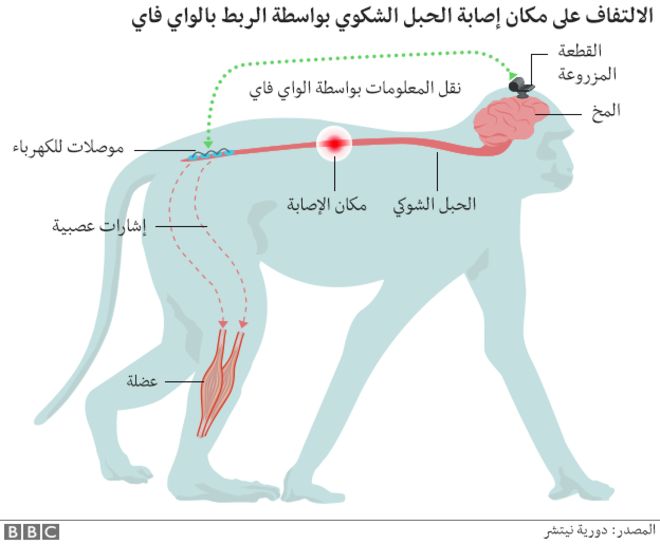 الالتفاف على مكان إصابة الحبل الشكوي بواسطة الربط بالواي فاي
القطعة
المزروعة
نقل المعلومات بواسطة الواي فاي
المخ
موصلات للكهرباء
الحبل الشوكي
مكان الإصابة
إشارات عصبية
عضلة
المصدر: دورية نيتشر
BBC